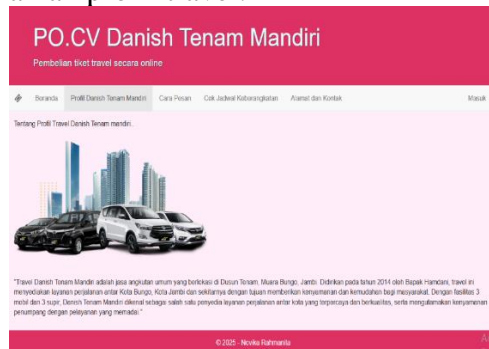 PO.CV Danish Tenam Mandiri
Pembelian tiket travel secara online
Beranda Profil Danish Tenam Mandiri Cara Pesan Cek Jadwal Keberangkatan Alamat dan Kontak Masuk
Tentang Profil Travel Danish Tenam mandiri.
"Travel Danish Tenam Mandiri adalah jasa angkutan umum yang berlokasi di Dusun Tenam, Muara Bungo, Jambi. Didirikan pada tahun 2014 oleh Bapak Hamdani, travel ini
menyediakan layanan perjalanan antar Kota Bungo, Kota Jambi dan sekitarnya dengan tujuan memberikan kenyamanan dan kemudahan bagi masyarakat. Dengan fasilitas 3
mobil dan 3 supir, Danish Tenam Mandiri dikenal sebagai salah satu penyedia layanan perjalanan antar kota yang terpercaya dan berkualitas, serta mengutamakan kenyamanan
penumpang dengan pelayanan yang memadai."
© 2025 - Novika Rahmanita